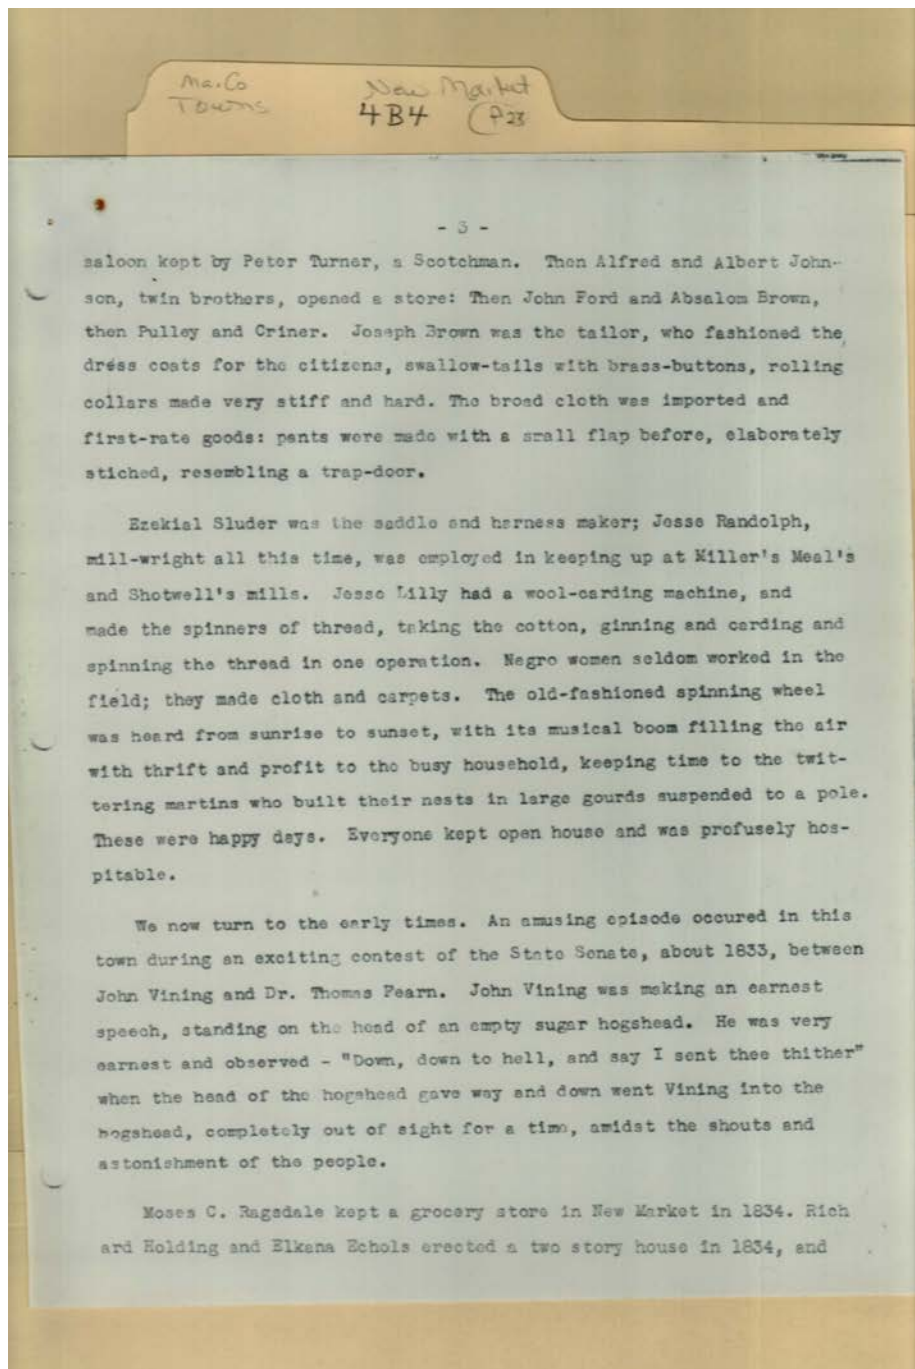 Ma.Co
Towns
New Market
4B4 (P23
- 3 -
saloon kept by Peter Turner, a Scotchman. Then Alfred and Albert John-
son, twin brothers, opened a store: Then John Ford and Absalom Brown,
then Pulley and Criner. Joseph Brown was the tailor, who fashioned the
dress coats for the citizens, swallow-tails with brass-buttons, rolling
collars made very stiff and hard. The broad cloth was imported and
first-rate goods: pants were made with a small flap before, elaborately
stiched, resembling a trap-door.
Ezekial Sluder was the saddle and harness maker; Jesse Randolph,
mill-wright all this time, was employed in keeping up at Miller's Meal's
and Shotwell's mills. Jesse Lilly had a wool-carding machine, and
made the spinners of thread, taking the cotton, ginning and carding and
spinning the thread in one operation. Negro women seldom worked in the
field; they made cloth and carpets. The old-fashioned spinning wheel
was heard from sunrise to sunset, with its musical boom filling the air
with thrift and profit to the busy household, keeping time to the twit-
tering martins who built their nests in large gourds suspended to a pole.
These were happy days. Everyone kept open house and was profusely hos-
pitable.
We now turn to the early times. An amusing episode occured in this
town during an exciting contest of the State Senate, about 1833, between
John Vining and Dr. Thomas Fearn. John Vining was making an earnest
speech, standing on the head of an empty sugar hogshead. He was very
earnest and observed - "Down, down to hell, and say I sent thee thither"
when the head of the hogshead gave way and down went Vining into the
hogshead, completely out of sight for a time, amidst the shouts and
astonishment of the people.
Moses C. Ragsdale kept a grocery store in New Market in 1834. Rich
ard Holding and Elkana Echols erected a two story house in 1834, and